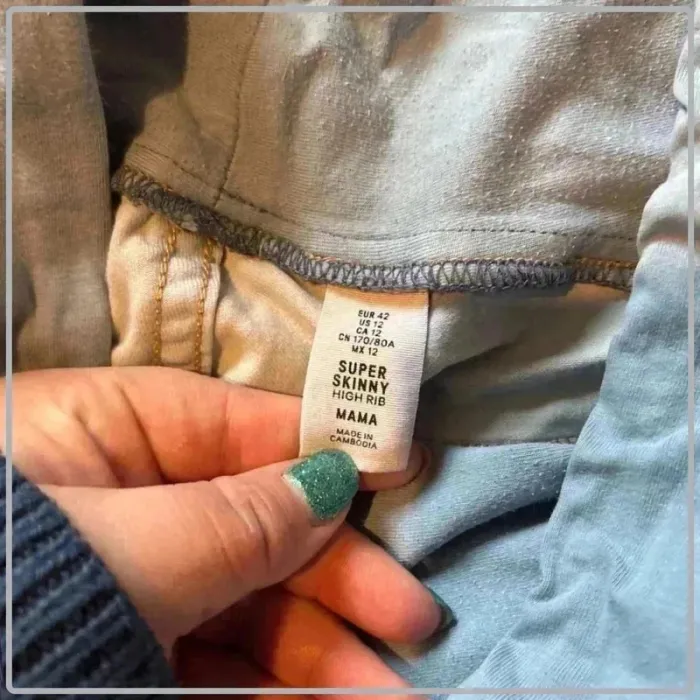 EUR 42
US 12
CA 12
CN 170/80A
MX 12
SUPER
SKINNY
HIGH RIB
MAMA
MADE IN
CAMBODIA